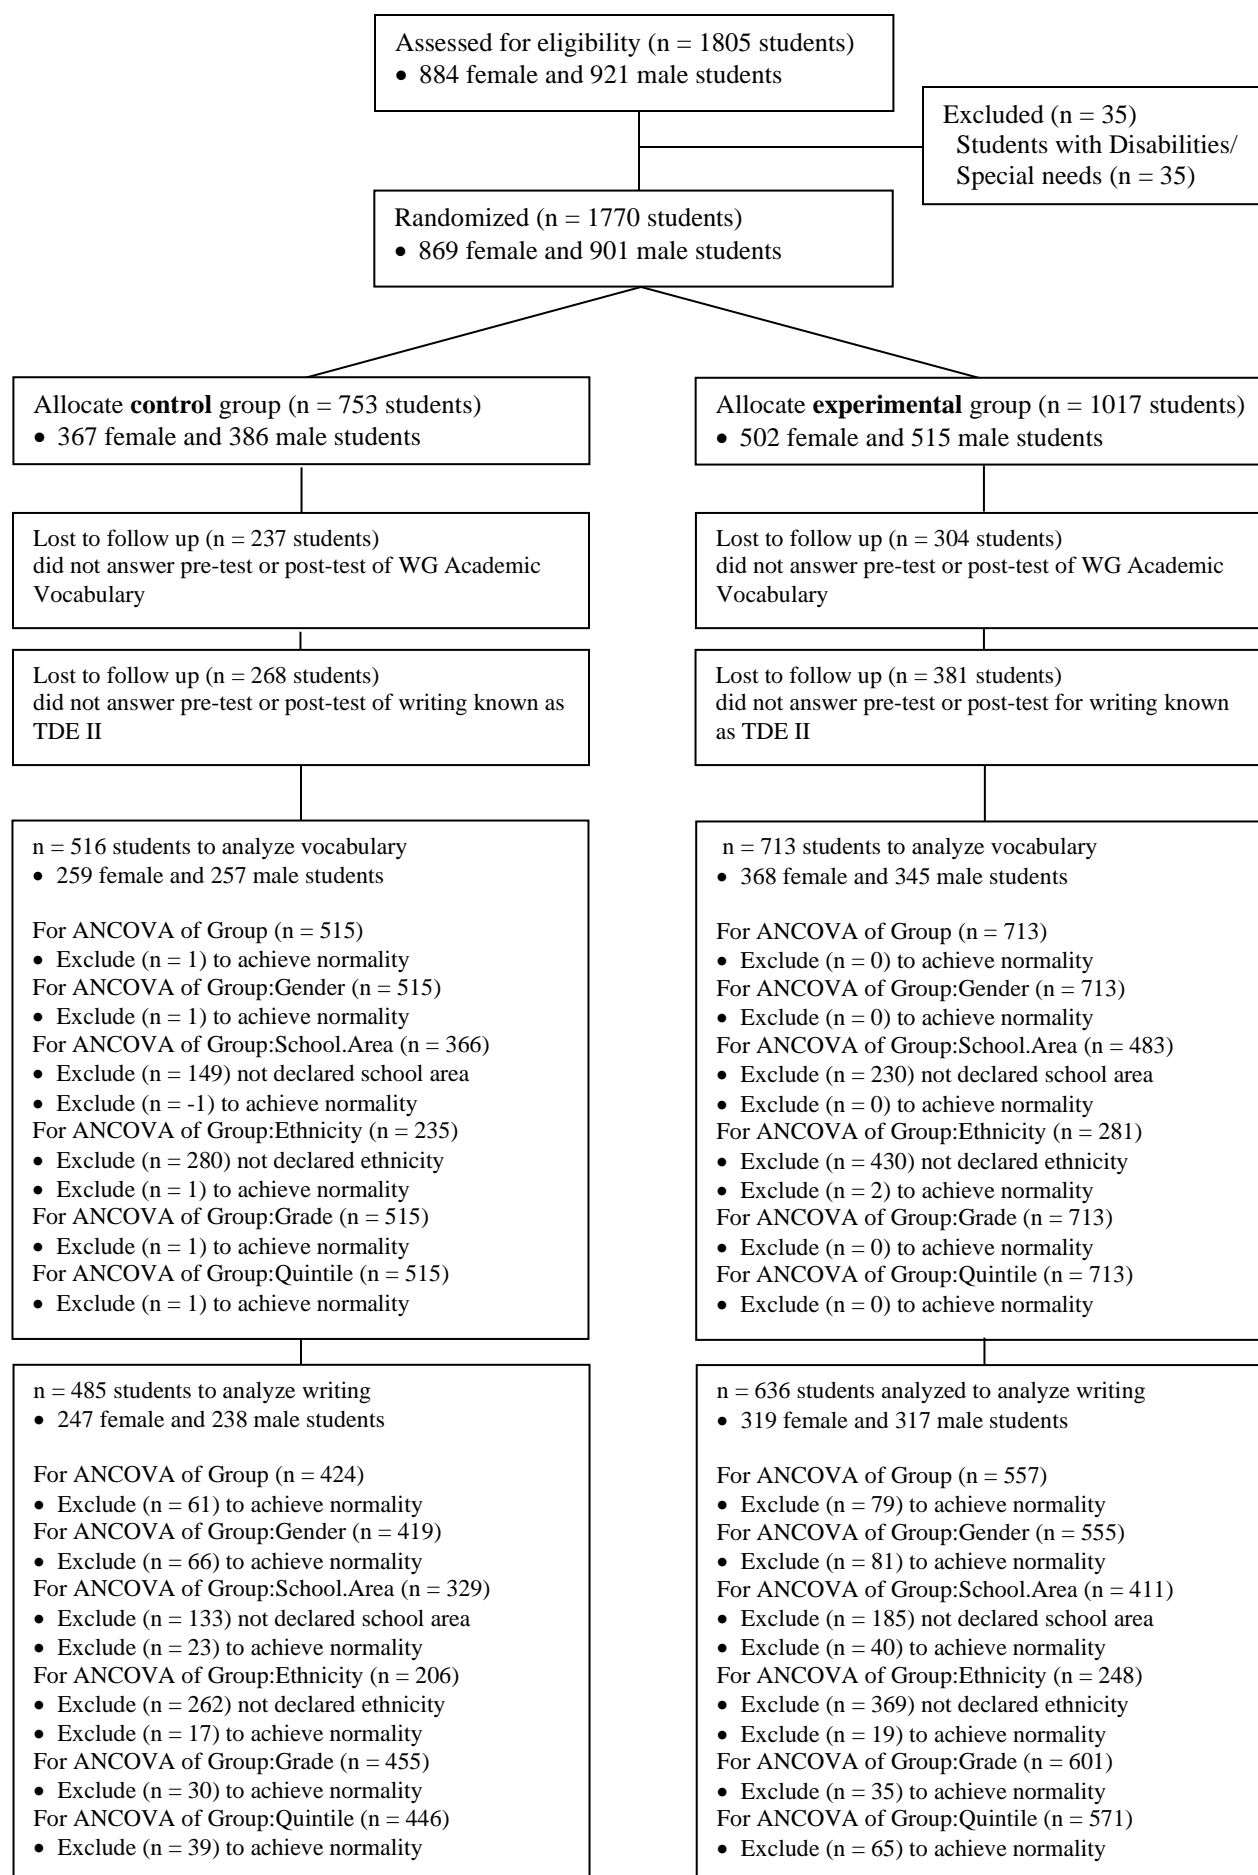 Assessed for eligibility (n = 1805 students)
• 884 female and 921 male students
Excluded (n = 35)
Students with Disabilities/
Special needs (n = 35)
Randomized (n = 1770 students)
• 869 female and 901 male students
Allocate control group (n = 753 students)
• 367 female and 386 male students
Allocate experimental group (n = 1017 students)
• 502 female and 515 male students
Lost to follow up (n = 237 students)
did not answer pre-test or post-test of WG Academic
Vocabulary
Lost to follow up (n = 304 students)
did not answer pre-test or post-test of WG Academic
Vocabulary
Lost to follow up (n = 268 students)
did not answer pre-test or post-test of writing known as
TDE II
Lost to follow up (n = 381 students)
did not answer pre-test or post-test for writing known
as TDE II
n = 516 students to analyze vocabulary
• 259 female and 257 male students
For ANCOVA of Group (n = 515)
• Exclude (n = 1) to achieve normality
For ANCOVA of Group:Gender (n = 515)
• Exclude (n = 1) to achieve normality
For ANCOVA of Group:School.Area (n = 366)
• Exclude (n = 149) not declared school area
• Exclude (n = -1) to achieve normality
For ANCOVA of Group:Ethnicity (n = 235)
• Exclude (n = 280) not declared ethnicity
• Exclude (n = 1) to achieve normality
For ANCOVA of Group:Grade (n = 515)
• Exclude (n = 1) to achieve normality
For ANCOVA of Group:Quintile (n = 515)
• Exclude (n = 1) to achieve normality
n = 713 students to analyze vocabulary
• 368 female and 345 male students
For ANCOVA of Group (n = 713)
• Exclude (n = 0) to achieve normality
For ANCOVA of Group:Gender (n = 713)
• Exclude (n = 0) to achieve normality
For ANCOVA of Group:School.Area (n = 483)
• Exclude (n = 230) not declared school area
• Exclude (n = 0) to achieve normality
For ANCOVA of Group:Ethnicity (n = 281)
• Exclude (n = 430) not declared ethnicity
• Exclude (n = 2) to achieve normality
For ANCOVA of Group:Grade (n = 713)
• Exclude (n = 0) to achieve normality
For ANCOVA of Group:Quintile (n = 713)
• Exclude (n = 0) to achieve normality
n = 485 students to analyze writing
• 247 female and 238 male students
For ANCOVA of Group (n = 424)
• Exclude (n = 61) to achieve normality
For ANCOVA of Group:Gender (n = 419)
• Exclude (n = 66) to achieve normality
For ANCOVA of Group:School.Area (n = 329)
• Exclude (n = 133) not declared school area
• Exclude (n = 23) to achieve normality
For ANCOVA of Group:Ethnicity (n = 206)
• Exclude (n = 262) not declared ethnicity
• Exclude (n = 17) to achieve normality
For ANCOVA of Group:Grade (n = 455)
• Exclude (n = 30) to achieve normality
For ANCOVA of Group:Quintile (n = 446)
• Exclude (n = 39) to achieve normality
n = 636 students analyzed to analyze writing
• 319 female and 317 male students
For ANCOVA of Group (n = 557)
• Exclude (n = 79) to achieve normality
For ANCOVA of Group:Gender (n = 555)
• Exclude (n = 81) to achieve normality
For ANCOVA of Group:School.Area (n = 411)
• Exclude (n = 185) not declared school area
• Exclude (n = 40) to achieve normality
For ANCOVA of Group:Ethnicity (n = 248)
• Exclude (n = 369) not declared ethnicity
• Exclude (n = 19) to achieve normality
For ANCOVA of Group:Grade (n = 601)
• Exclude (n = 35) to achieve normality
For ANCOVA of Group:Quintile (n = 571)
• Exclude (n = 65) to achieve normality